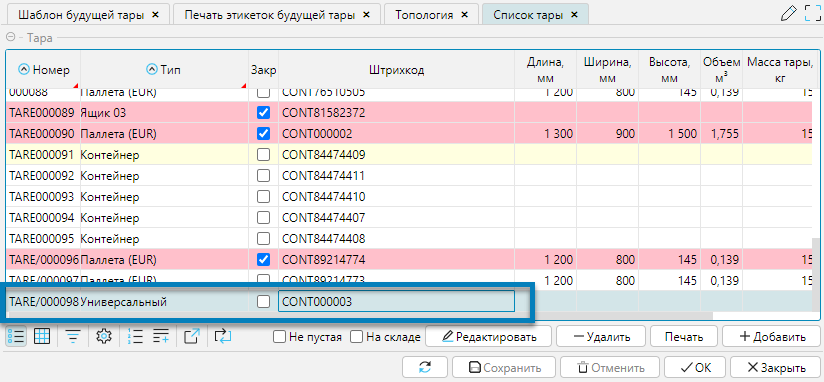 Шаблон будущей тары × Печать этикеток будущей тары × Топология × Список тары ×
Тара
Номер Тип Закр Штрихкод Длина, мм Ширина, мм Высота, мм Объем м³ Масса тары, кг
000088 Паллета (EUR) CONT76510505 1 200 800 145 0,139 15
TARE000089 Ящик 03 CONT81582372
TARE000090 Паллета (EUR) CONT000002 1 300 900 1 500 1,755 15
TARE000091 Контейнер CONT84474409
TARE000092 Контейнер CONT84474411
TARE000093 Контейнер CONT84474410
TARE000094 Контейнер CONT84474407
TARE000095 Контейнер CONT84474408
TARE/000096 Паллета (EUR) CONT89214774 1 200 800 145 0,139 15
TARE/000097 Паллета (EUR) CONT89214773 1 200 800 145 0,139 15
TARE/000098 Универсальный CONT000003
Не пустая На складе Редактировать Удалить Печать Добавить
Сохранить Отменить OK Закрыть